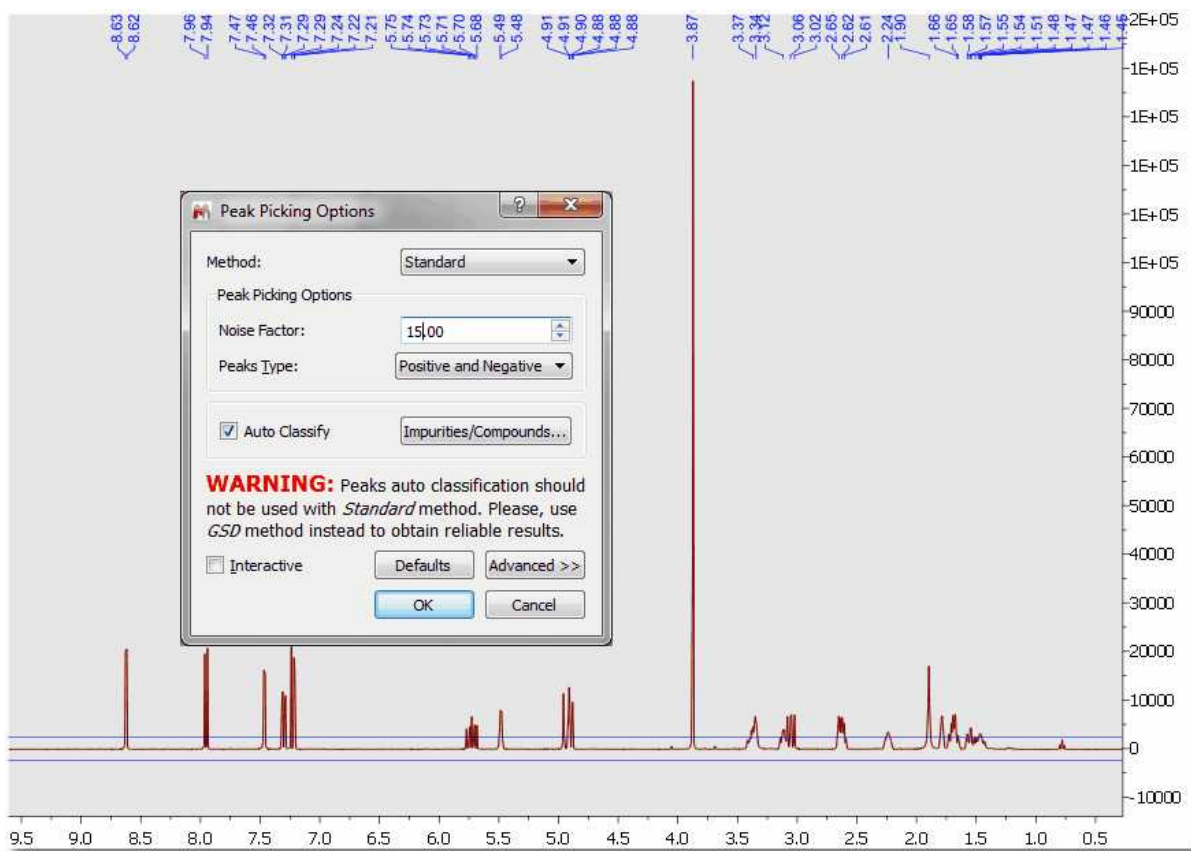 8.63 8.62 7.96 7.94 7.47 7.46 7.32 7.31 7.29 7.29 7.24 7.22 7.21 5.75 5.74 5.73 5.71 5.70 5.68 5.49 5.48 4.91 4.91 4.90 4.88 4.88 4.88 3.87 3.37 3.34 3.12 3.06 3.02 2.65 2.62 2.61 2.24 1.90 1.66 1.65 1.58 1.57 1.55 1.54 1.51 1.48 1.47 1.47 1.46 1.45
2E+05
1E+05
1E+05
1E+05
1E+05
1E+05
90000
80000
70000
60000
50000
40000
30000
20000
10000
0
-10000
Peak Picking Options
?
Method:
Standard
Peak Picking Options
Noise Factor:
15.00
Peaks Type:
Positive and Negative
Auto Classify
Impurities/Compounds...
WARNING: Peaks auto classification should
not be used with Standard method. Please, use
GSD method instead to obtain reliable results.
Interactive
Defaults
Advanced >>
OK
Cancel
9.5 9.0 8.5 8.0 7.5 7.0 6.5 6.0 5.5 5.0 4.5 4.0 3.5 3.0 2.5 2.0 1.5 1.0 0.5